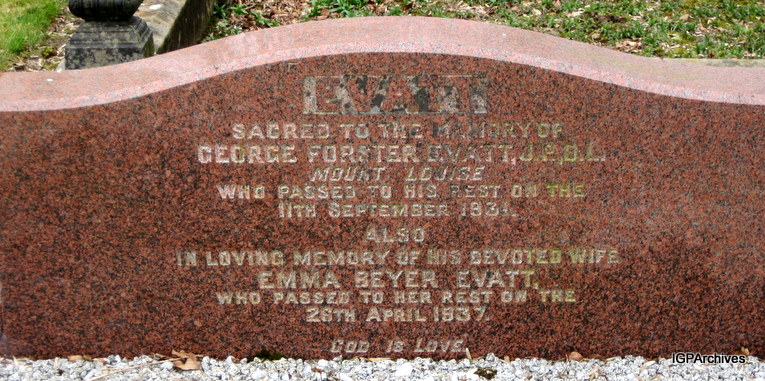 EVATT
SACRED TO THE MEMORY OF
GEORGE FORSTER EVATT, J.P., D.L.
MOUNT LOUISE
WHO PASSED TO HIS REST ON THE
11TH SEPTEMBER 1931.
ALSO
IN LOVING MEMORY OF HIS DEVOTED WIFE
EMMA BEYER EVATT,
WHO PASSED TO HER REST ON THE
26TH APRIL 1937.
GOD IS LOVE.
IGPArchives